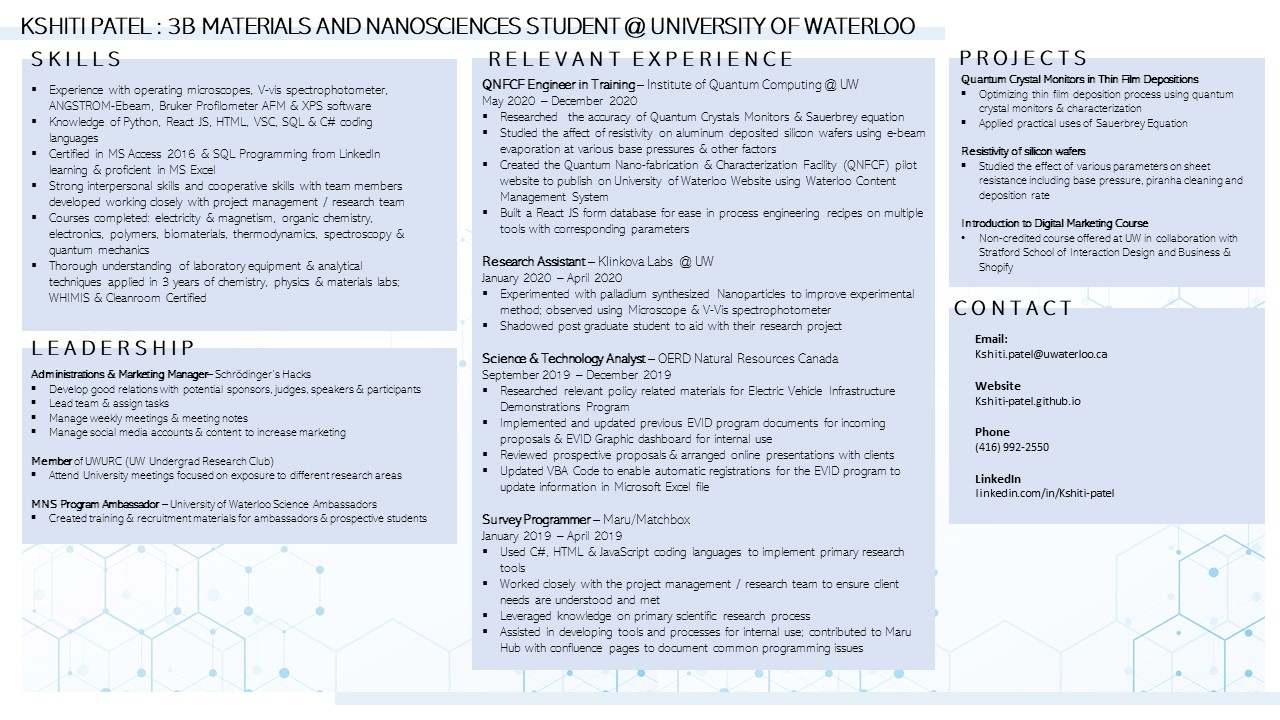 KSHITI PATEL : 3B MATERIALS AND NANOSCIENCES STUDENT @ UNIVERSITY OF WATERLOO
SKILLS
▪ Experience with operating microscopes, V-vis spectrophotometer,
ANGSTROM-Ebeam, Bruker Profilometer AFM & XPS software
▪ Knowledge of Python, React JS, HTML, VSC, SQL & C# coding
languages
▪ Certified in MS Access 2016 & SQL Programming from LinkedIn
learning & proficient in MS Excel
▪ Strong interpersonal skills and cooperative skills with team members
developed working closely with project management / research team
▪ Courses completed: electricity & magnetism, organic chemistry,
electronics, polymers, biomaterials, thermodynamics, spectroscopy &
quantum mechanics
▪ Thorough understanding of laboratory equipment & analytical
techniques applied in 3 years of chemistry, physics & materials labs;
WHIMIS & Cleanroom Certified
LEADERSHIP
Administrations & Marketing Manager– Schrödinger's Hacks
▪ Develop good relations with potential sponsors, judges, speakers & participants
▪ Lead team & assign tasks
▪ Manage weekly meetings & meeting notes
▪ Manage social media accounts & content to increase marketing
Member of UWURC (UW Undergrad Research Club)
▪ Attend University meetings focused on exposure to different research areas
MNS Program Ambassador – University of Waterloo Science Ambassadors
▪ Created training & recruitment materials for ambassadors & prospective students
RELEVANT EXPERIENCE
QNFCF Engineer in Training – Institute of Quantum Computing @ UW
May 2020 – December 2020
▪ Researched the accuracy of Quantum Crystals Monitors & Sauerbrey equation
▪ Studied the affect of resistivity on aluminum deposited silicon wafers using e-beam
evaporation at various base pressures & other factors
▪ Created the Quantum Nano-fabrication & Characterization Facility (QNFCF) pilot
website to publish on University of Waterloo Website using Waterloo Content
Management System
▪ Built a React JS form database for ease in process engineering recipes on multiple
tools with corresponding parameters
Research Assistant – Klinkova Labs @ UW
January 2020 – April 2020
▪ Experimented with palladium synthesized Nanoparticles to improve experimental
method; observed using Microscope & V-Vis spectrophotometer
▪ Shadowed post graduate student to aid with their research project
Science & Technology Analyst – OERD Natural Resources Canada
September 2019 – December 2019
▪ Researched relevant policy related materials for Electric Vehicle Infrastructure
Demonstrations Program
▪ Implemented and updated previous EVID program documents for incoming
proposals & EVID Graphic dashboard for internal use
▪ Reviewed prospective proposals & arranged online presentations with clients
▪ Updated VBA Code to enable automatic registrations for the EVID program to
update information in Microsoft Excel file
Survey Programmer – Maru/Matchbox
January 2019 – April 2019
▪ Used C#, HTML & JavaScript coding languages to implement primary research
tools
▪ Worked closely with the project management / research team to ensure client
needs are understood and met
▪ Leveraged knowledge on primary scientific research process
▪ Assisted in developing tools and processes for internal use; contributed to Maru
Hub with confluence pages to document common programming issues
PROJECTS
Quantum Crystal Monitors in Thin Film Depositions
▪ Optimizing thin film deposition process using quantum
crystal monitors & characterization
▪ Applied practical uses of Sauerbrey Equation
Resistivity of silicon wafers
▪ Studied the effect of various parameters on sheet
resistance including base pressure, piranha cleaning and
deposition rate
Introduction to Digital Marketing Course
• Non-credited course offered at UW in collaboration with
Stratford School of Interaction Design and Business &
Shopify
CONTACT
Email:
Kshiti.patel@uwaterloo.ca
Website
Kshiti-patel.github.io
Phone
(416) 992-2550
LinkedIn
linkedin.com/in/Kshiti-patel